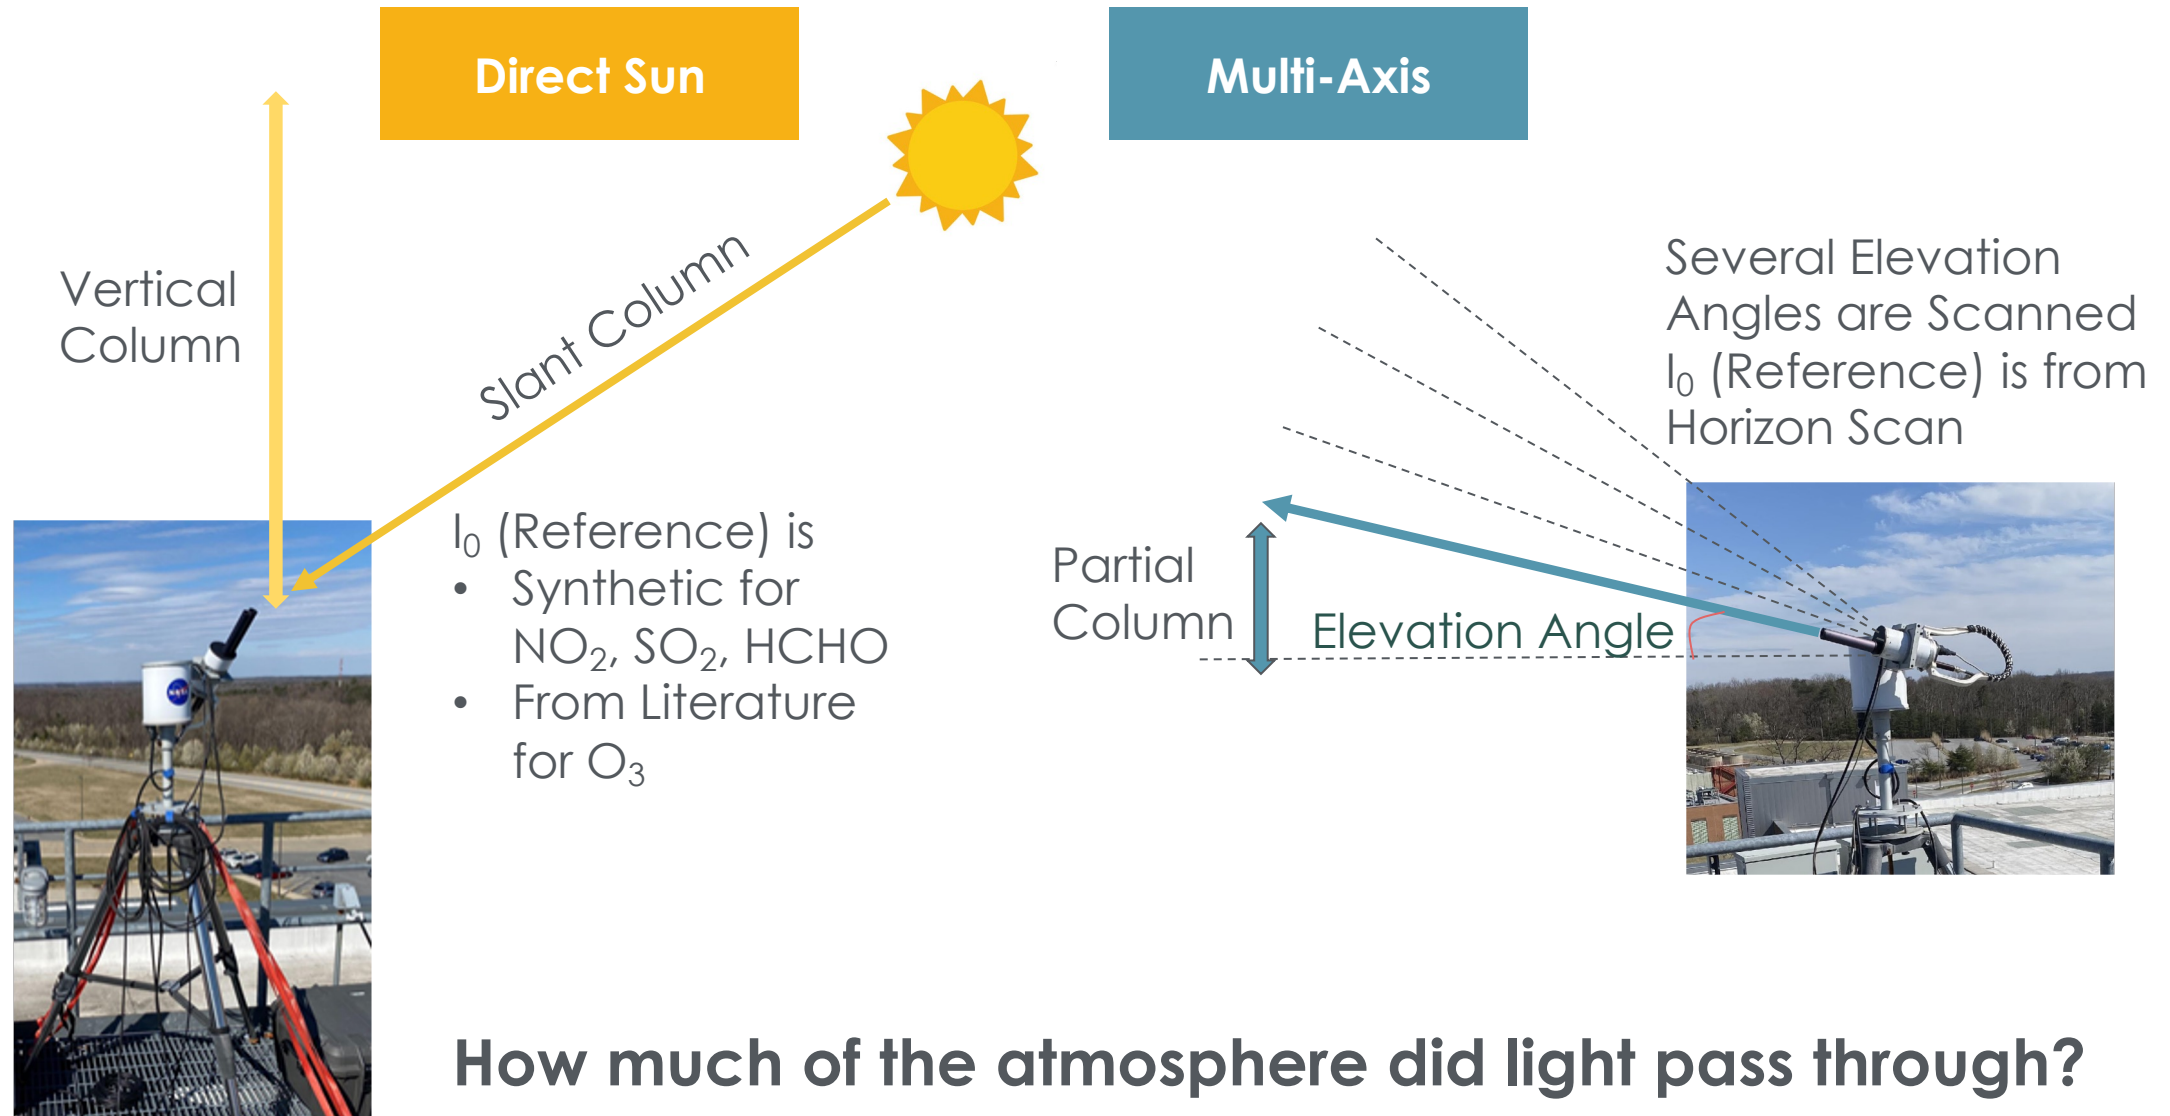 Direct Sun
Multi-Axis
Vertical
Column
Slant Column
I₀ (Reference) is
• Synthetic for
NO₂, SO₂, HCHO
• From Literature
for O₃
Several Elevation
Angles are Scanned
I₀ (Reference) is from
Horizon Scan
Partial
Column
Elevation Angle
NASA
How much of the atmosphere did light pass through?